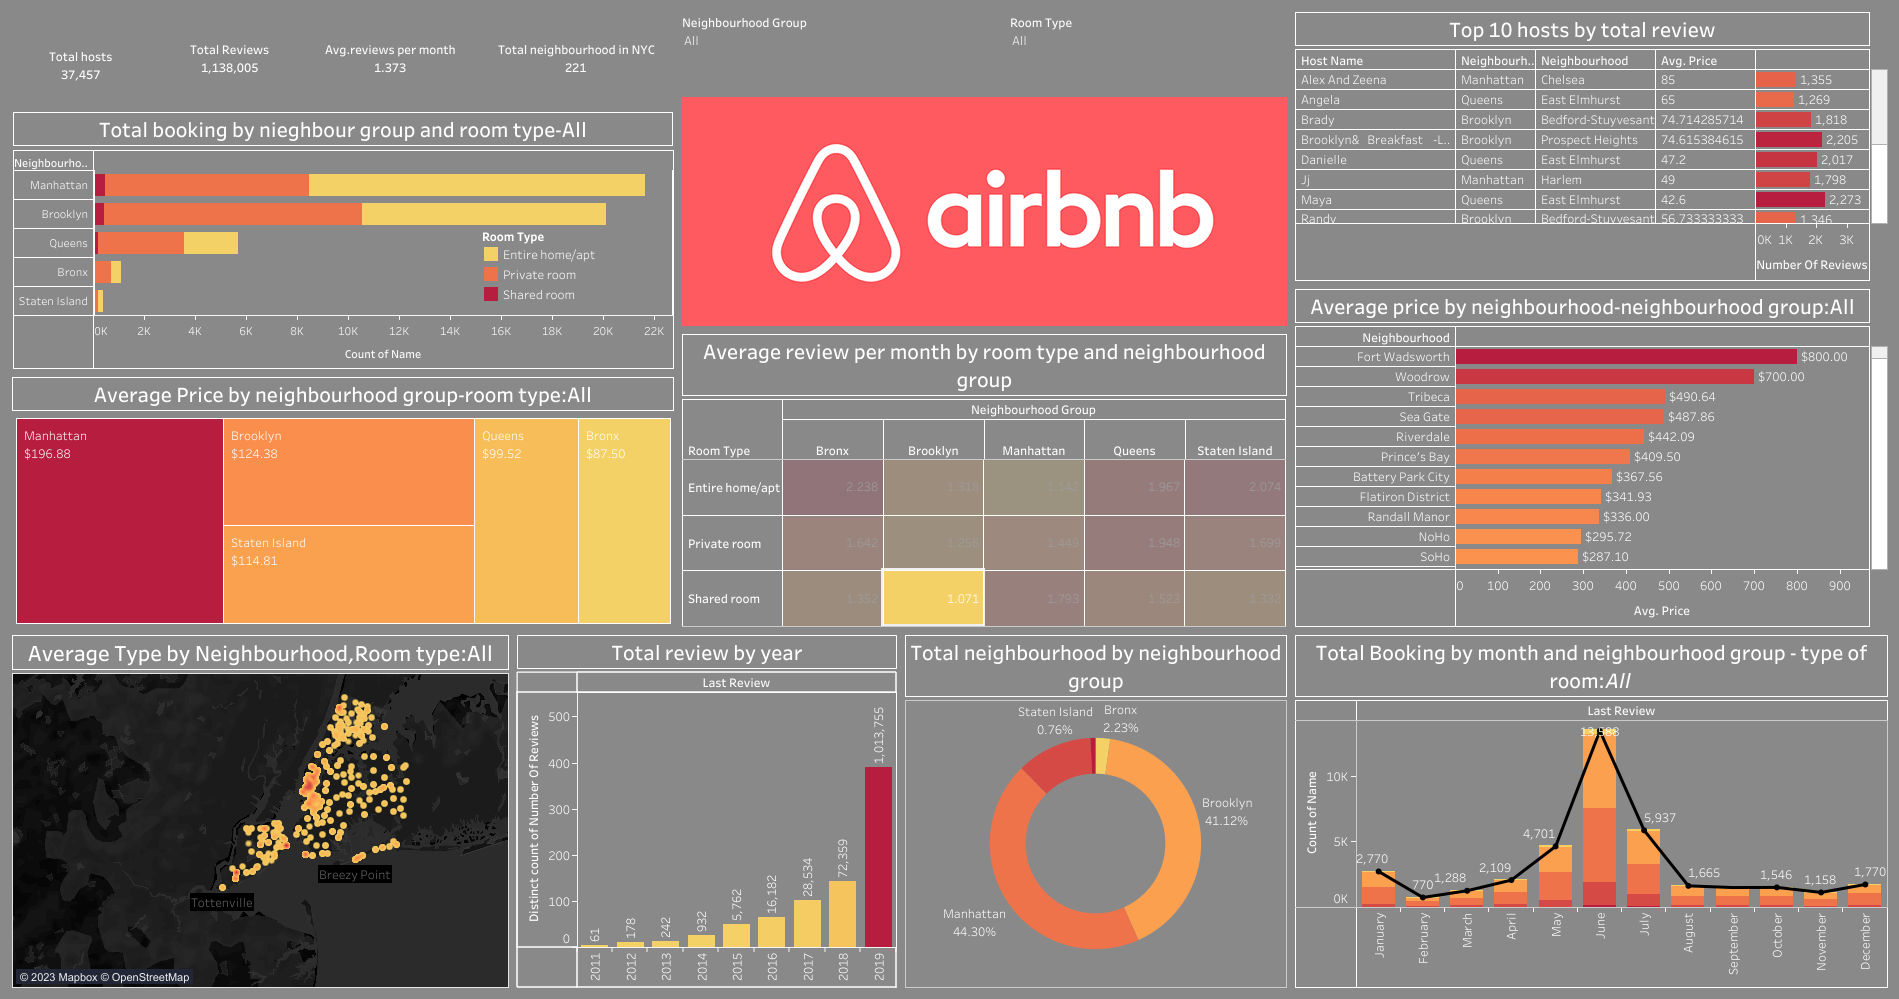 Total hosts
37,457
Total Reviews
1,138,005
Avg.reviews per month
1.373
Total neighbourhood in NYC
221
Neighbourhood Group
All
Room Type
All
Total booking by nieghbour group and room type-All
Neighbourho..
Manhattan
Brooklyn
Queens
Bronx
Staten Island
Room Type
Entire home/apt
Private room
Shared room
0K 2K 4K 6K 8K 10K 12K 14K 16K 18K 20K 22K
Count of Name
airbnb
Top 10 hosts by total review
Host Name Neighbourh.. Neighbourhood Avg. Price
Alex And Zeena Manhattan Chelsea 85 1,355
Angela Queens East Elmhurst 65 1,269
Brady Brooklyn Bedford-Stuyvesant 74.714285714 1,818
Brooklyn& Breakfast -L.. Brooklyn Prospect Heights 74.615384615 2,205
Danielle Queens East Elmhurst 47.2 2,017
Jj Manhattan Harlem 49 1,798
Maya Queens East Elmhurst 42.6 2,273
Randy Brooklyn Bedford-Stuyvesant 56.733333333 1,346
0K 1K 2K 3K
Number Of Reviews
Average Price by neighbourhood group-room type:All
Manhattan
$196.88
Brooklyn
$124.38
Staten Island
$114.81
Queens
$99.52
Bronx
$87.50
Average review per month by room type and neighbourhood
group
Neighbourhood Group
Room Type Bronx Brooklyn Manhattan Queens Staten Island
Entire home/apt 2.238 1.967 2.074
Private room 1.642 1.449 1.948 1.699
Shared room 1.071 1.793 1.523
Average price by neighbourhood-neighbourhood group:All
Neighbourhood
Fort Wadsworth $800.00
Woodrow $700.00
Tribeca $490.64
Sea Gate $487.86
Riverdale $442.09
Prince's Bay $409.50
Battery Park City $367.56
Flatiron District $341.93
Randall Manor $336.00
NoHo $295.72
SoHo $287.10
0 100 200 300 400 500 600 700 800 900
Avg. Price
Average Type by Neighbourhood,Room type:All
Breezy Point
Tottenville
© 2023 Mapbox © OpenStreetMap
Total review by year
Last Review
Distinct count of Number Of Reviews
500
400
300
200
100
0
61 178 242 932 5,762 16,182 28,534 72,359 1,013,755
2011 2012 2013 2014 2015 2016 2017 2018 2019
Total neighbourhood by neighbourhood
group
Staten Island
0.76%
Bronx
2.23%
Brooklyn
41.12%
Manhattan
44.30%
Total Booking by month and neighbourhood group - type of
room:All
Last Review
Count of Name
10K
5K
0K
2,770 770 1,288 2,109 4,701 5,937 1,665 1,546 1,158 1,770
January February March April May June July August September October November December